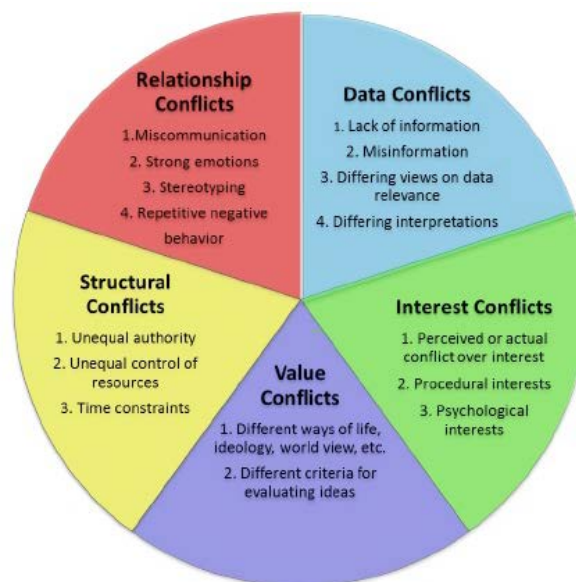 Relationship
Conflicts
1.Miscommunication
2. Strong emotions
3. Stereotyping
4. Repetitive negative
behavior
Data Conflicts
1. Lack of information
2. Misinformation
3. Differing views on data
relevance
4. Differing interpretations
Structural
Conflicts
1. Unequal authority
2. Unequal control of
resources
3. Time constraints
Interest Conflicts
1. Perceived or actual
conflict over interest
2. Procedural interests
3. Psychological
interests
Value
Conflicts
1. Different ways of life,
ideology, world view, etc.
2. Different criteria for
evaluating ideas